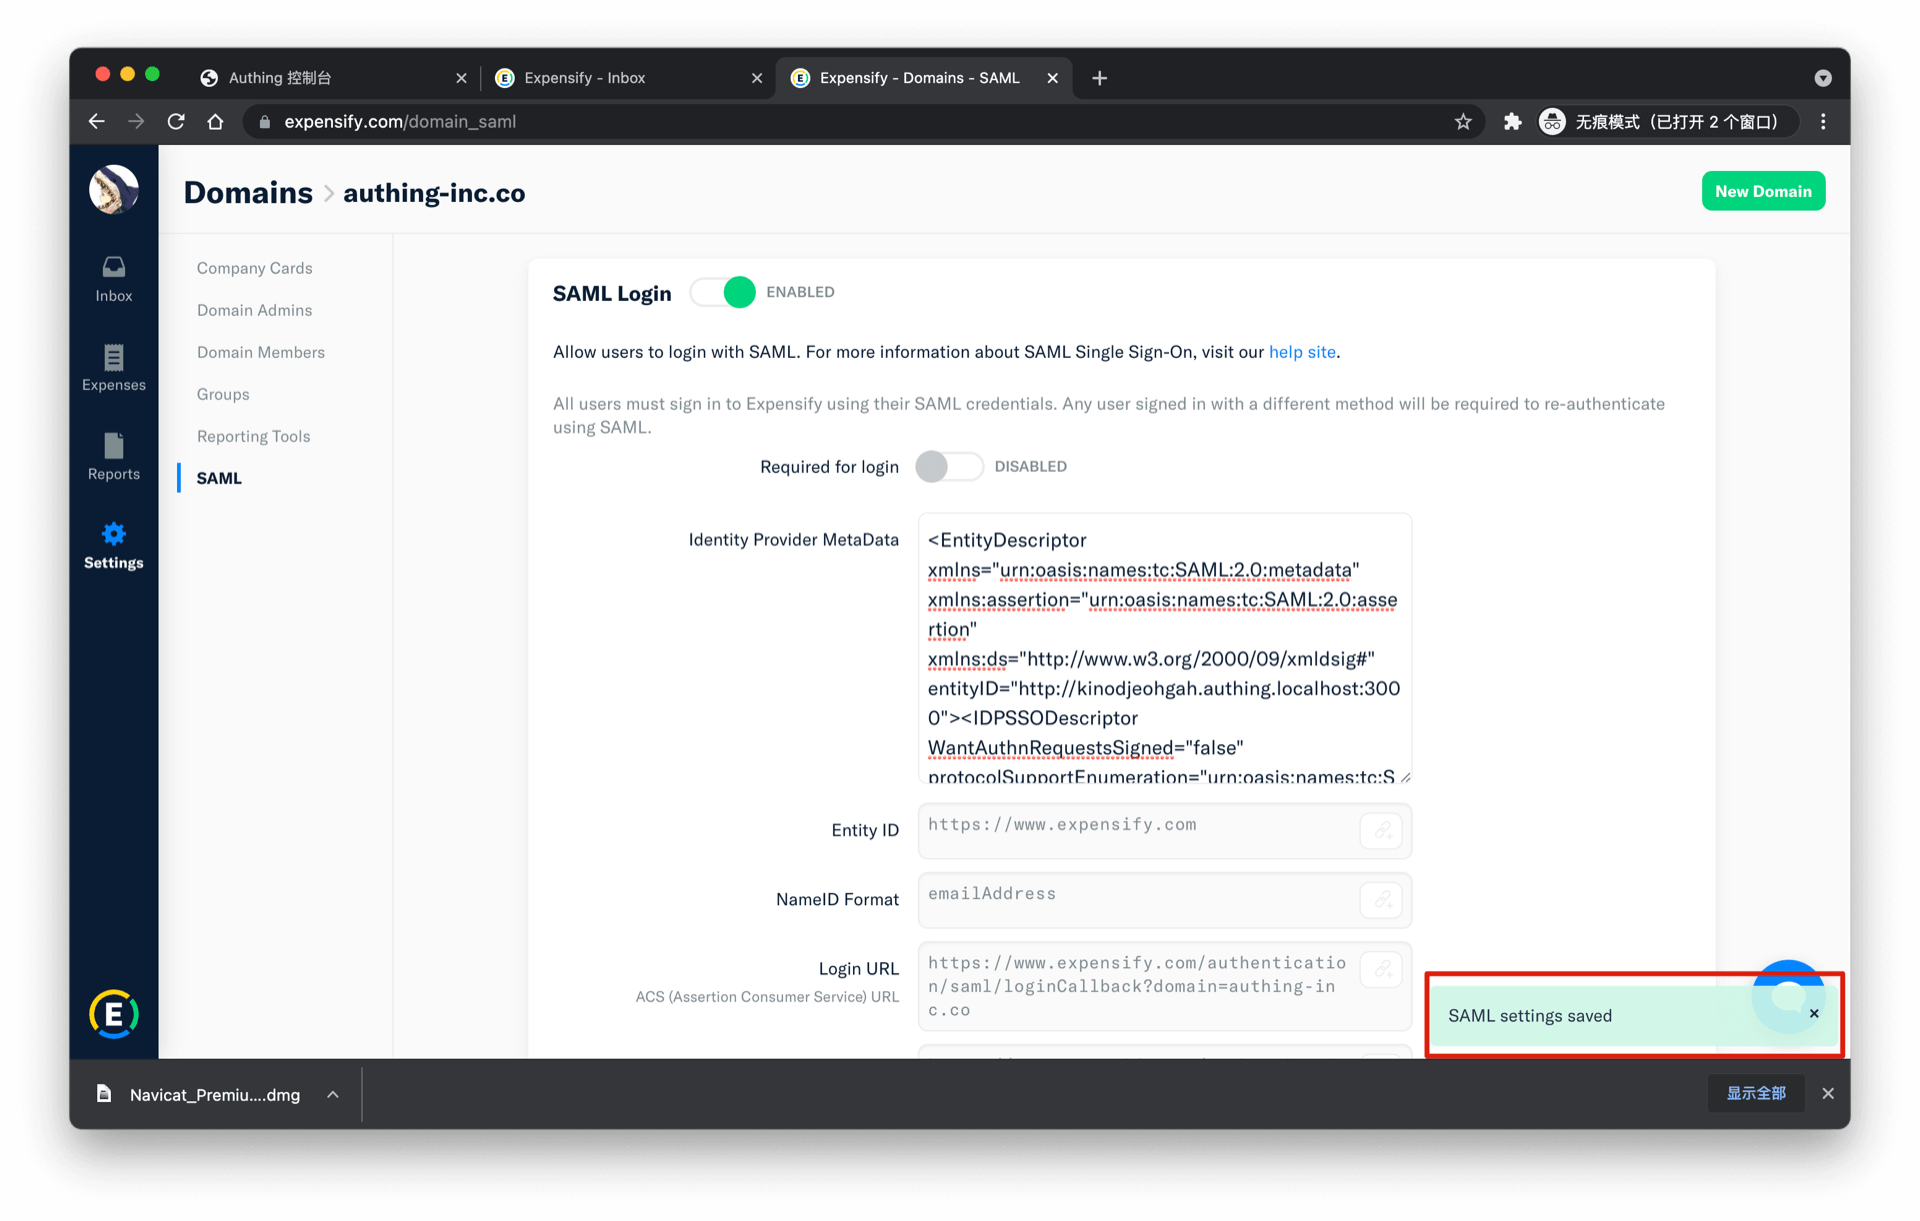 Authing 控制台
Expensify - Inbox
Expensify - Domains - SAML
expensify.com/domain_saml
无痕模式（已打开 2 个窗口）
Domains > authing-inc.co
New Domain
Inbox
Expenses
Reports
Settings
Company Cards
Domain Admins
Domain Members
Groups
Reporting Tools
SAML
SAML Login
ENABLED
Allow users to login with SAML. For more information about SAML Single Sign-On, visit our help site.
All users must sign in to Expensify using their SAML credentials. Any user signed in with a different method will be required to re-authenticate
using SAML.
Required for login
DISABLED
Identity Provider MetaData
<EntityDescriptor
xmlns="urn:oasis:names:tc:SAML:2.0:metadata"
xmlns:assertion="urn:oasis:names:tc:SAML:2.0:asse
rtion"
xmlns:ds="http://www.w3.org/2000/09/xmldsig#"
entityID="http://kinodjeohgah.authing.localhost:300
0"><IDPSSODescriptor
WantAuthnRequestsSigned="false"
protocolSupportEnumeration="urn:oasis:names:tc:S
Entity ID
https://www.expensify.com
NameID Format
emailAddress
Login URL
ACS (Assertion Consumer Service) URL
https://www.expensify.com/authenticatio
n/saml/loginCallback?domain=authing-in
c.co
SAML settings saved
E
Navicat_Premiu....dmg
显示全部